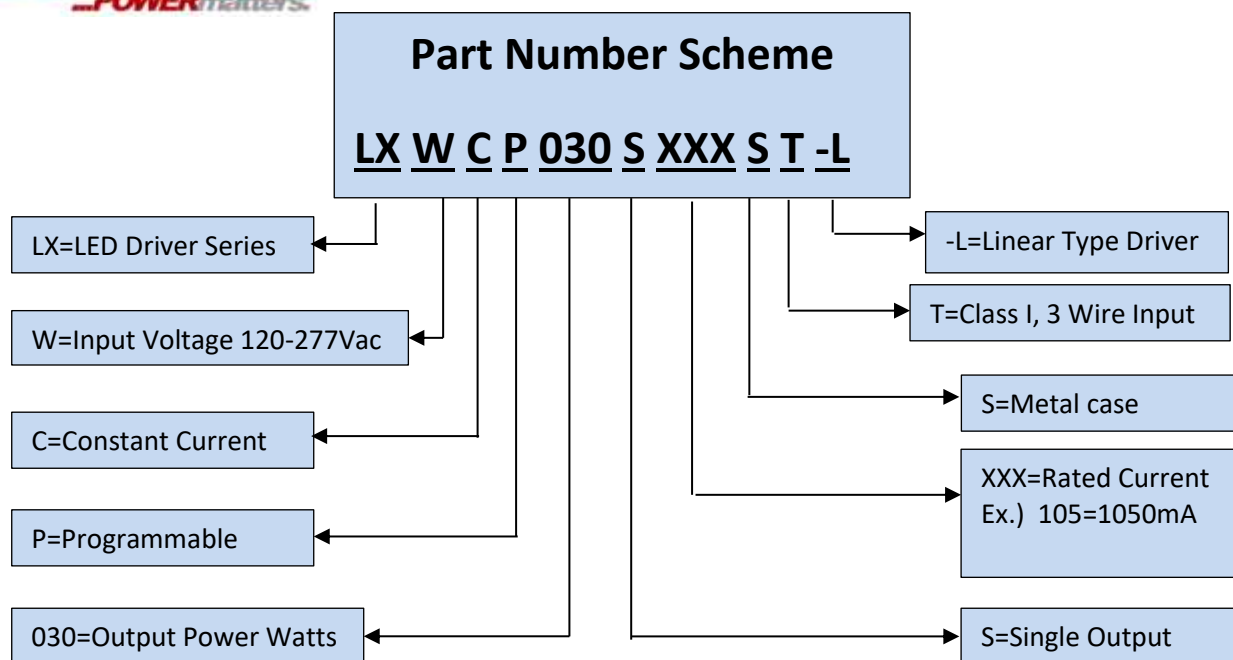 ...POWERmatters.
Part Number Scheme
LX W C P 030 S XXX S T -L
LX=LED Driver Series
-L=Linear Type Driver
T=Class I, 3 Wire Input
W=Input Voltage 120-277Vac
S=Metal case
C=Constant Current
XXX=Rated Current
Ex.) 105=1050mA
P=Programmable
030=Output Power Watts
S=Single Output